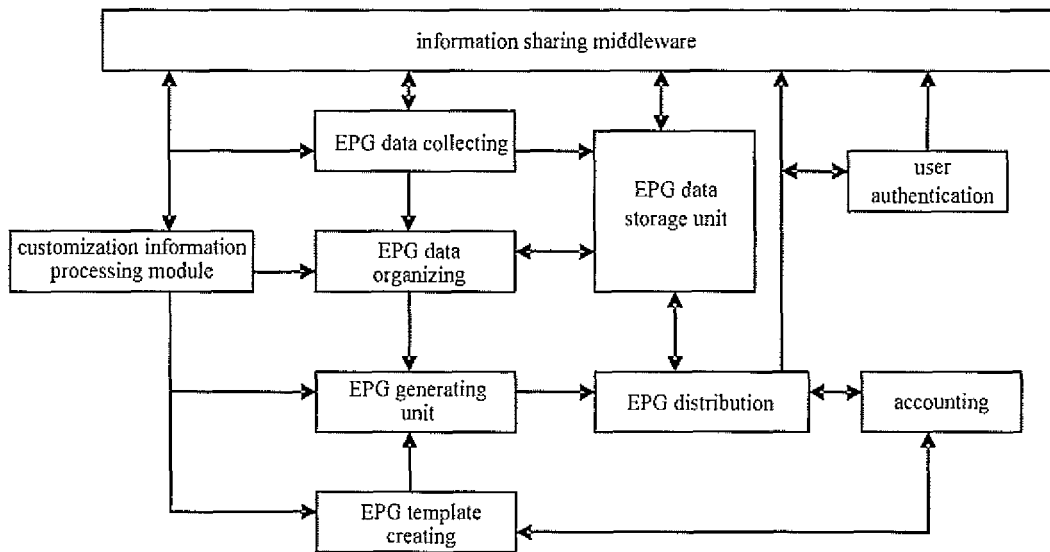 information sharing middleware
EPG data collecting
EPG data
storage unit
user
authentication
customization information
processing module
EPG data
organizing
EPG generating
unit
EPG distribution
accounting
EPG template
creating